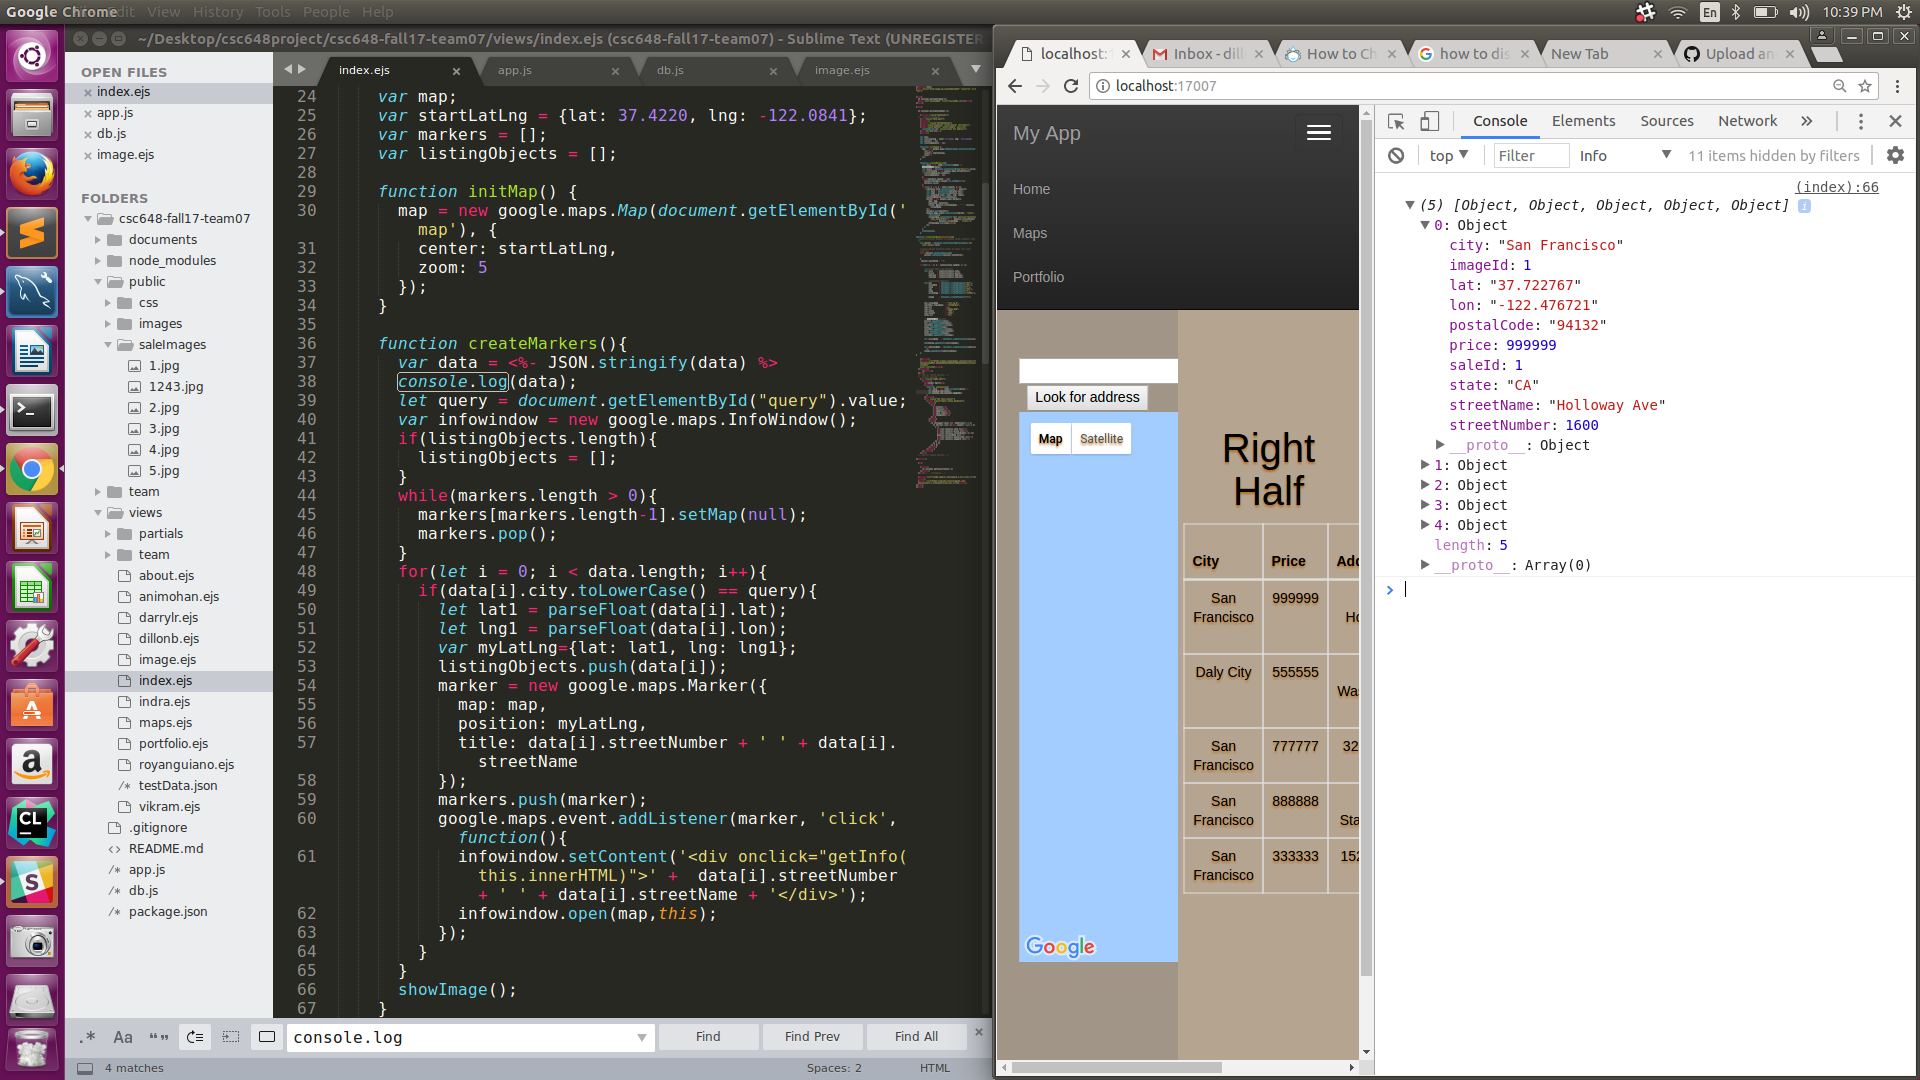 Google Chrome Edit View History Tools People Help
En 10:39 PM
~/Desktop/csc648project/csc648-fall17-team07/views/index.ejs (csc648-fall17-team07) - Sublime Text (UNREGISTER
OPEN FILES
index.ejs
app.js
db.js
image.ejs
FOLDERS
csc648-fall17-team07
documents
node_modules
public
css
images
saleImages
1.jpg
1243.jpg
2.jpg
3.jpg
4.jpg
5.jpg
team
views
partials
team
about.ejs
animohan.ejs
darrylr.ejs
dillonb.ejs
image.ejs
index.ejs
indra.ejs
maps.ejs
portfolio.ejs
royanguiano.ejs
testData.json
vikram.ejs
.gitignore
README.md
app.js
db.js
package.json
index.ejs app.js db.js image.ejs
24 var map;
25 var startLatLng = {lat: 37.4220, lng: -122.0841};
26 var markers = [];
27 var listingObjects = [];
28
29 function initMap() {
30 map = new google.maps.Map(document.getElementById('
map'), {
31 center: startLatLng,
32 zoom: 5
33 });
34 }
35
36 function createMarkers(){
37 var data = <%- JSON.stringify(data) %>
38 console.log(data);
39 let query = document.getElementById("query").value;
40 var infowindow = new google.maps.InfoWindow();
41 if(listingObjects.length){
42 listingObjects = [];
43 }
44 while(markers.length > 0){
45 markers[markers.length-1].setMap(null);
46 markers.pop();
47 }
48 for(let i = 0; i < data.length; i++){
49 if(data[i].city.toLowerCase() == query){
50 let lat1 = parseFloat(data[i].lat);
51 let lng1 = parseFloat(data[i].lon);
52 var myLatLng={lat: lat1, lng: lng1};
53 listingObjects.push(data[i]);
54 marker = new google.maps.Marker({
55 map: map,
56 position: myLatLng,
57 title: data[i].streetNumber + ' ' + data[i].
streetName
58 });
59 markers.push(marker);
60 google.maps.event.addListener(marker, 'click',
function(){
61 infowindow.setContent('<div onclick="getInfo(
this.innerHTML)">' + data[i].streetNumber
+ ' ' + data[i].streetName + '</div>');
62 infowindow.open(map,this);
63 });
64 }
65 }
66 showImage();
67 }
.* Aa “” console.log Find Find Prev Find All
4 matches Spaces: 2 HTML
localhost:1 Inbox - dill How to Ch how to dis New Tab Upload an
localhost:17007
My App
Home
Maps
Portfolio
Look for address
Map Satellite
Google
Right
Half
City Price Add
San Francisco 999999 Ho
Daly City 555555 Was
San Francisco 777777 32
San Francisco 888888 Sta
San Francisco 333333 152
Console Elements Sources Network »
top Filter Info 11 items hidden by filters
(index):66
(5) [Object, Object, Object, Object, Object] i
0: Object
city: "San Francisco"
imageId: 1
lat: "37.722767"
lon: "-122.476721"
postalCode: "94132"
price: 999999
saleId: 1
state: "CA"
streetName: "Holloway Ave"
streetNumber: 1600
__proto__: Object
1: Object
2: Object
3: Object
4: Object
length: 5
__proto__: Array(0)
>